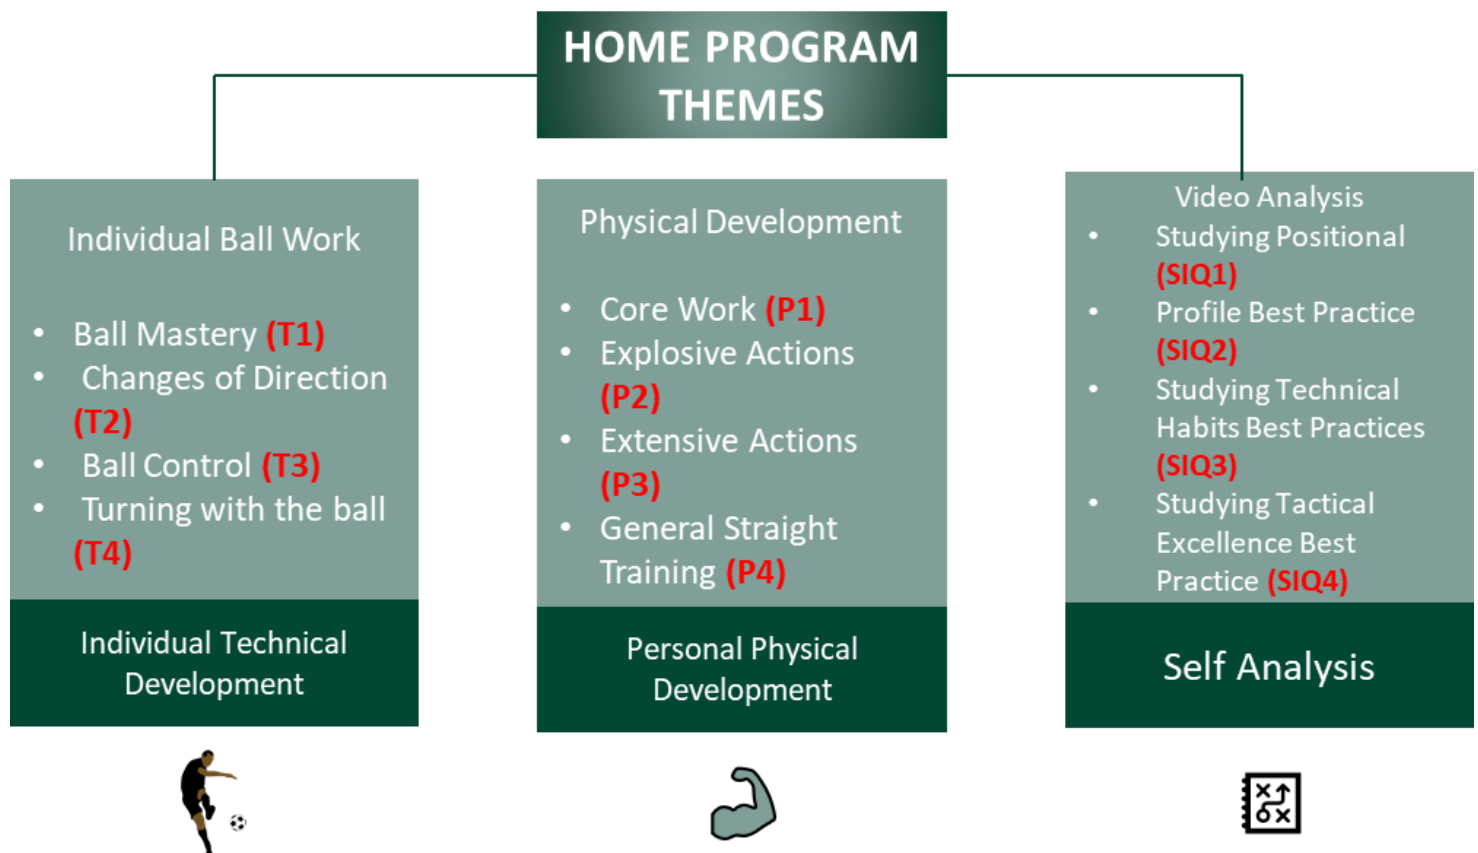 HOME PROGRAM
THEMES
Individual Ball Work
• Ball Mastery (T1)
• Changes of Direction
(T2)
• Ball Control (T3)
• Turning with the ball
(T4)
Individual Technical
Development
Physical Development
• Core Work (P1)
• Explosive Actions
(P2)
• Extensive Actions
(P3)
• General Straight
Training (P4)
Personal Physical
Development
Video Analysis
• Studying Positional
(SIQ1)
• Profile Best Practice
(SIQ2)
• Studying Technical
Habits Best Practices
(SIQ3)
• Studying Tactical
Excellence Best
Practice (SIQ4)
Self Analysis